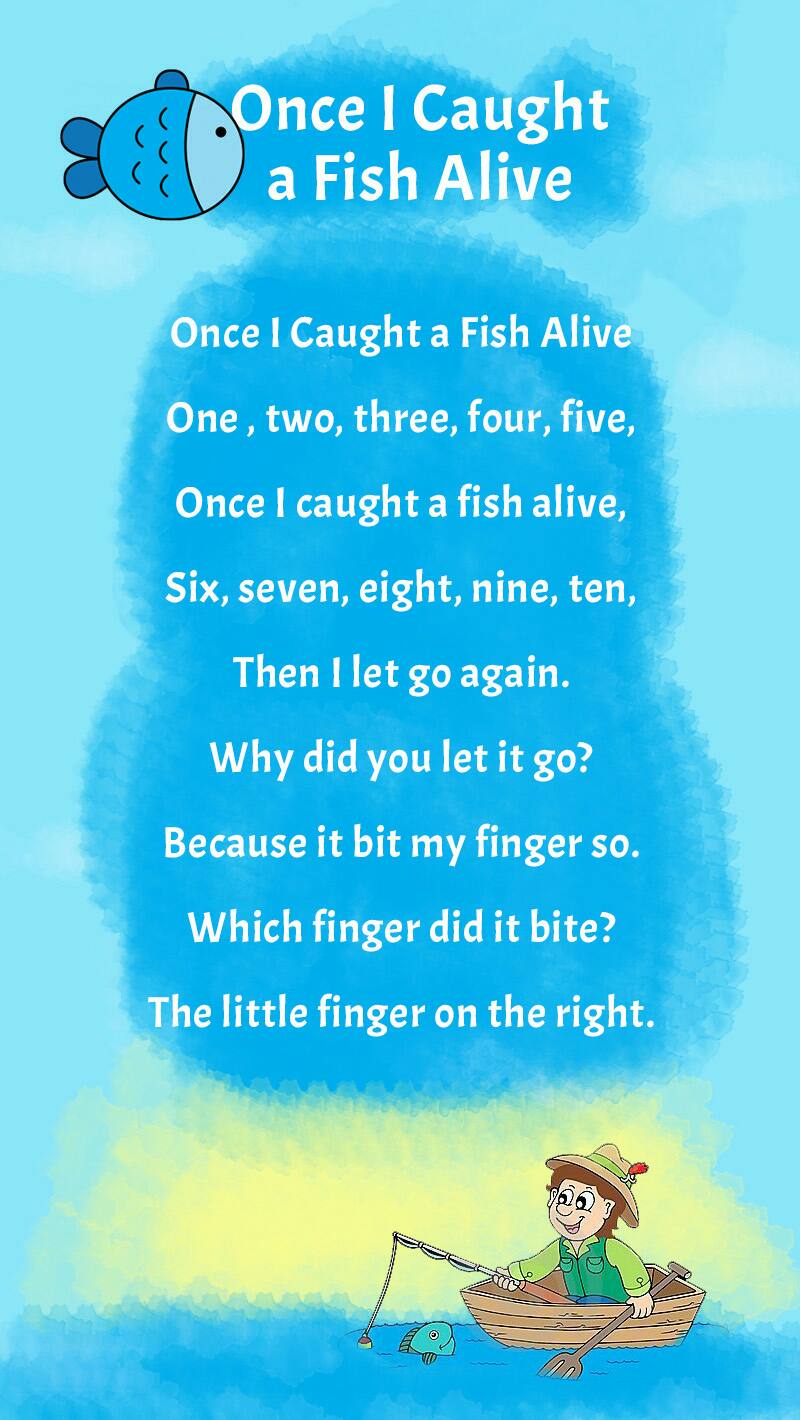 Once I Caught
a Fish Alive
Once I Caught a Fish Alive
One , two, three, four, five,
Once I caught a fish alive,
Six, seven, eight, nine, ten,
Then I let go again.
Why did you let it go?
Because it bit my finger so.
Which finger did it bite?
The little finger on the right.